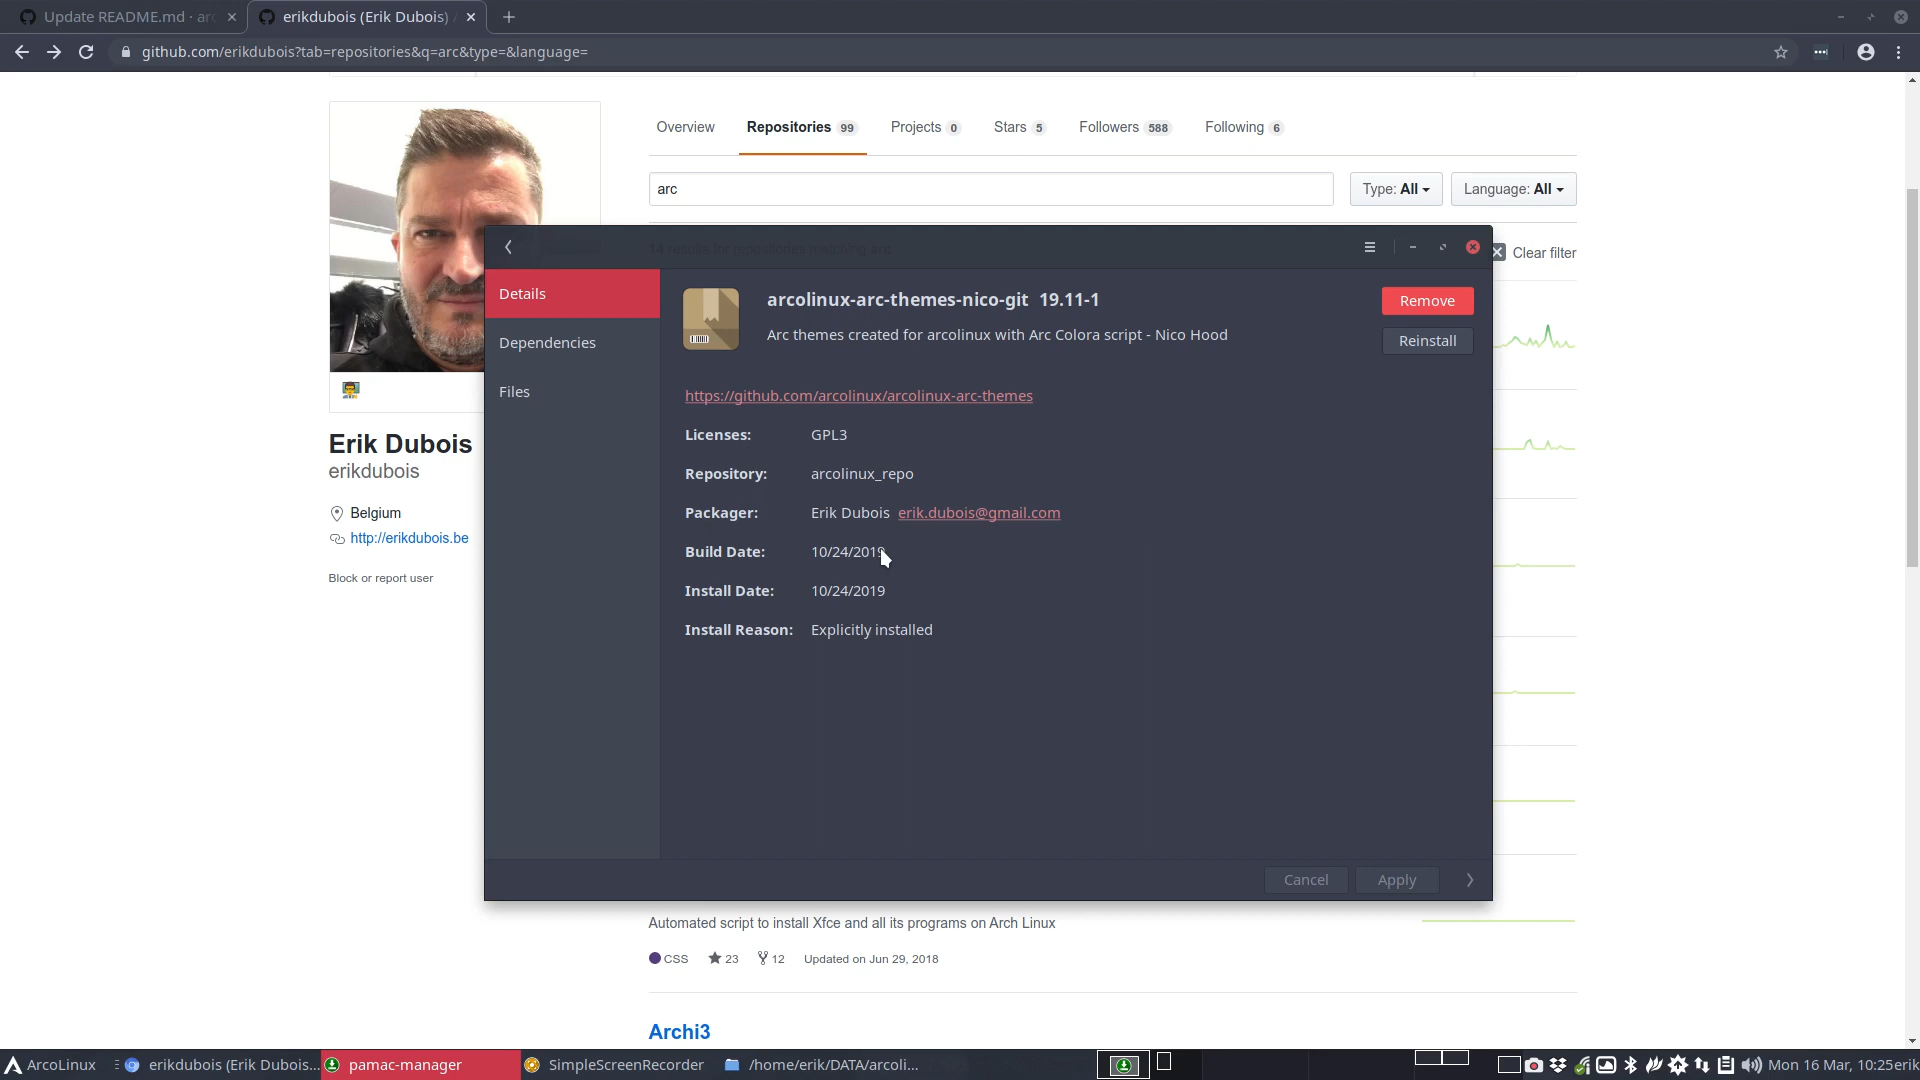 Update README.md · ar
erikdubois (Erik Dubois) /
github.com/erikdubois?tab=repositories&q=arc&type=&language=
Overview
Repositories 99
Projects 0
Stars 5
Followers 588
Following 6
arc
Type: All
Language: All
14 results for repositories matching arc
Clear filter
Erik Dubois
erikdubois
Belgium
http://erikdubois.be
Block or report user
Details
Dependencies
Files
arcolinux-arc-themes-nico-git 19.11-1
Arc themes created for arcolinux with Arc Colora script - Nico Hood
Remove
Reinstall
https://github.com/arcolinux/arcolinux-arc-themes
Licenses: GPL3
Repository: arcolinux_repo
Packager: Erik Dubois erik.dubois@gmail.com
Build Date: 10/24/2019
Install Date: 10/24/2019
Install Reason: Explicitly installed
Cancel
Apply
Automated script to install Xfce and all its programs on Arch Linux
CSS 23 12 Updated on Jun 29, 2018
Archi3
ArcoLinux
erikdubois (Erik Dubois...
pamac-manager
SimpleScreenRecorder
/home/erik/DATA/arcoli...
Mon 16 Mar, 10:25
erik